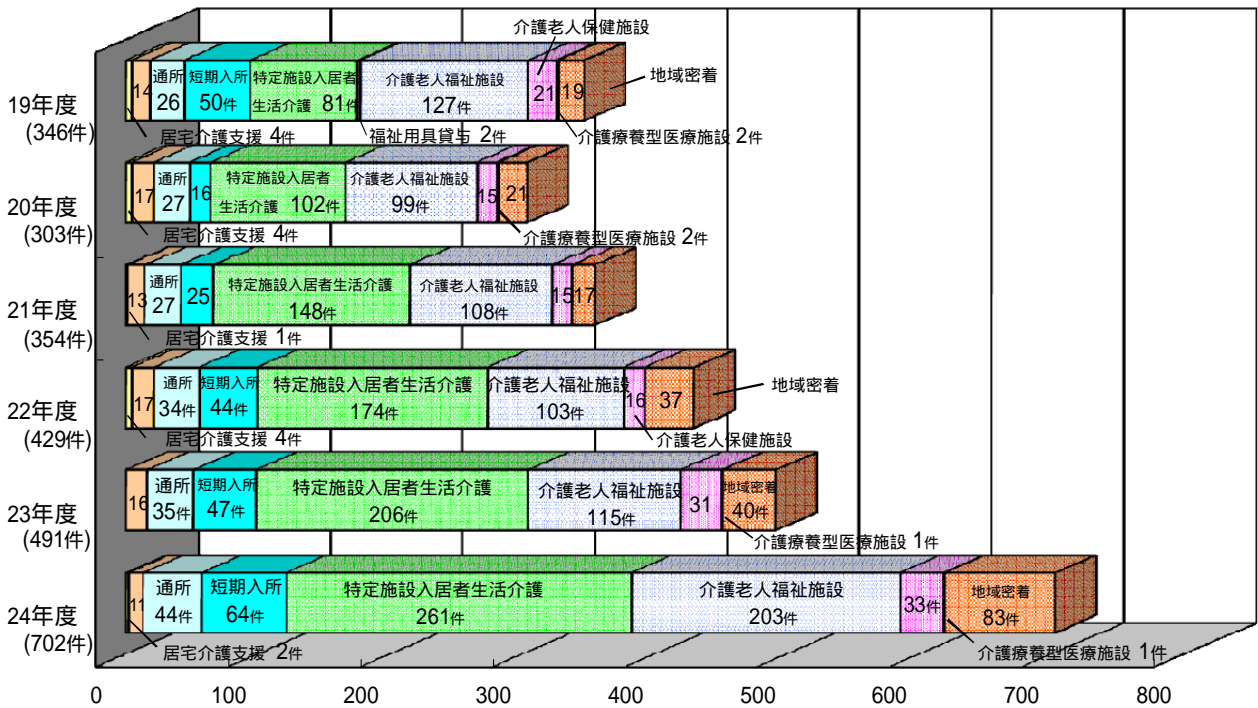 介護老人保健施設
地域密着
19年度
(346件)
14
通所
26
短期入所
50件
特定施設入居者
生活介護 81件
介護老人福祉施設
127件
21
19
居宅介護支援 4件
福祉用具貸与 2件
介護療養型医療施設 2件
20年度
(303件)
17
通所
27
16
特定施設入居者
生活介護 102件
介護老人福祉施設
99件
15
21
居宅介護支援 4件
介護療養型医療施設 2件
21年度
(354件)
13
通所
27
25
特定施設入居者生活介護
148件
介護老人福祉施設
108件
15
17
居宅介護支援 1件
22年度
(429件)
17
通所
34件
短期入所
44件
特定施設入居者生活介護
174件
介護老人福祉施設
103件
16
37
地域密着
居宅介護支援 4件
介護老人保健施設
23年度
(491件)
16
通所
35件
短期入所
47件
特定施設入居者生活介護
206件
介護老人福祉施設
115件
31
地域密着
40件
介護療養型医療施設 1件
24年度
(702件)
11
通所
44件
短期入所
64件
特定施設入居者生活介護
261件
介護老人福祉施設
203件
33件
地域密着
83件
居宅介護支援 2件
介護療養型医療施設 1件
0 100 200 300 400 500 600 700 800